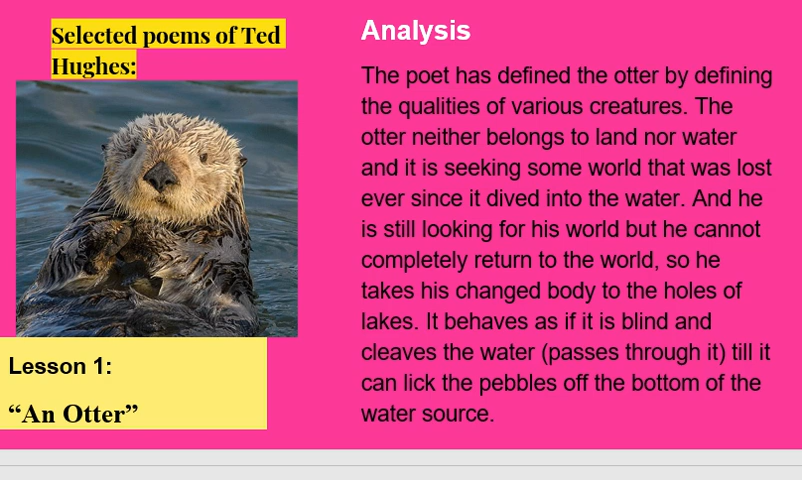 Selected poems of Ted
Hughes:
Lesson 1:
“An Otter”
Analysis
The poet has defined the otter by defining
the qualities of various creatures. The
otter neither belongs to land nor water
and it is seeking some world that was lost
ever since it dived into the water. And he
is still looking for his world but he cannot
completely return to the world, so he
takes his changed body to the holes of
lakes. It behaves as if it is blind and
cleaves the water (passes through it) till it
can lick the pebbles off the bottom of the
water source.